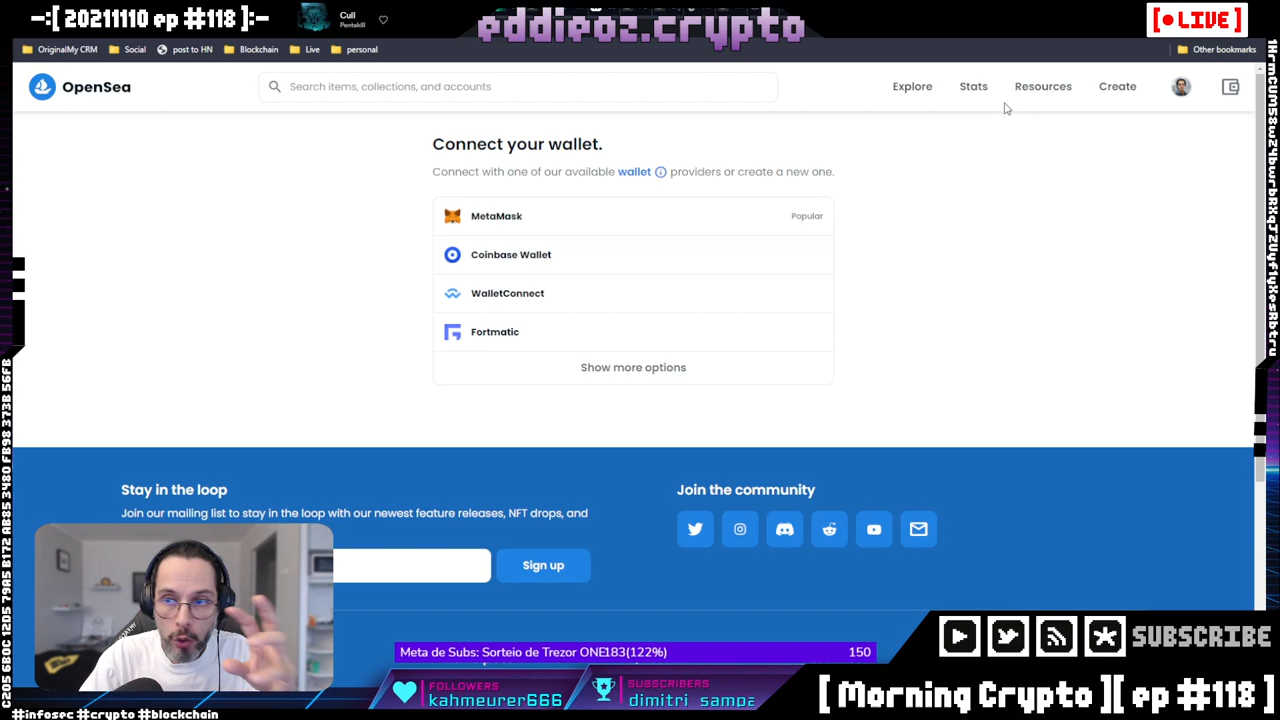 -:[ 20211110 ep #118 ]:-
Cull
Pentakill
eddieoz.crypto
[● LIVE ]
OriginalMy CRM
Social
post to HN
Blockchain
Live
personal
Other bookmarks
OpenSea
Search items, collections, and accounts
Explore
Stats
Resources
Create
Connect your wallet.
Connect with one of our available wallet providers or create a new one.
MetaMask
Popular
Coinbase Wallet
WalletConnect
Fortmatic
Show more options
Stay in the loop
Join our mailing list to stay in the loop with our newest feature releases, NFT drops, and
Sign up
Join the community
Meta de Subs: Sorteio de Trezor ONE183(122%)
150
FOLLOWERS
kahmeurer666
SUBSCRIBERS
dimitri_sampa
SUBSCRIBE
[ Morning Crypto ][ ep #118 ]
#infosec #crypto #blockchain